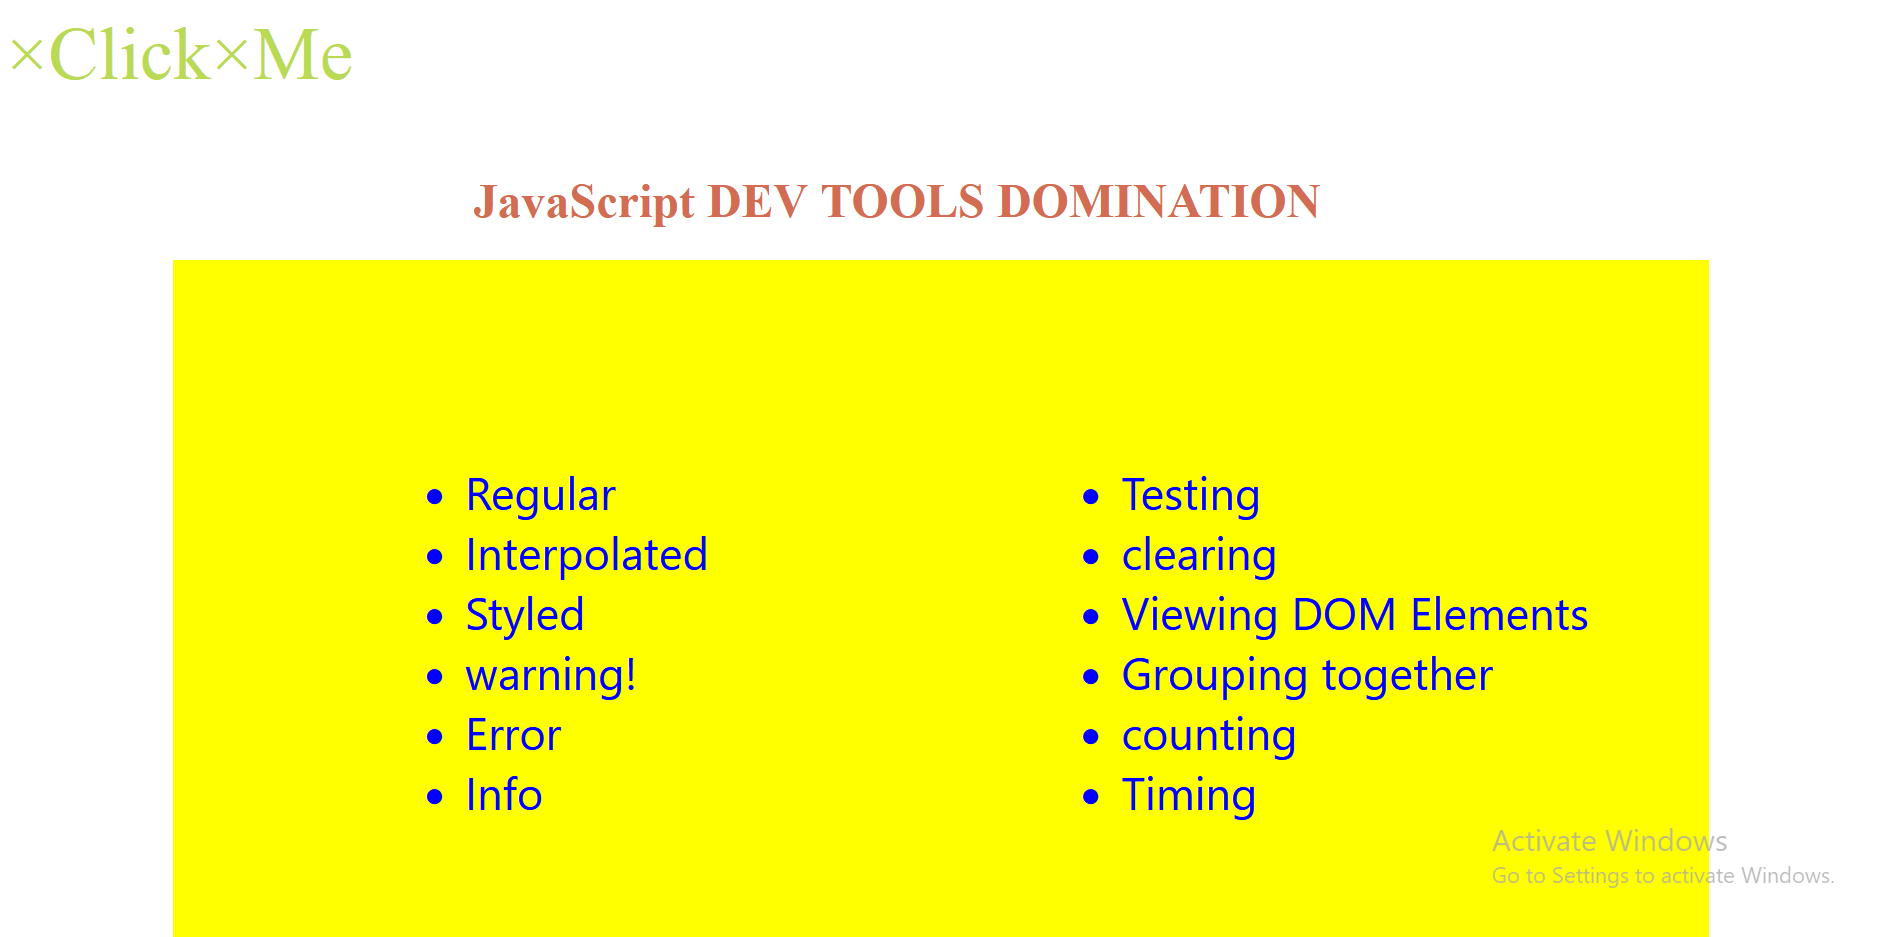 ×Click×Me
JavaScript DEV TOOLS DOMINATION
Regular
Interpolated
Styled
warning!
Error
Info
Testing
clearing
Viewing DOM Elements
Grouping together
counting
Timing
Activate Windows
Go to Settings to activate Windows.